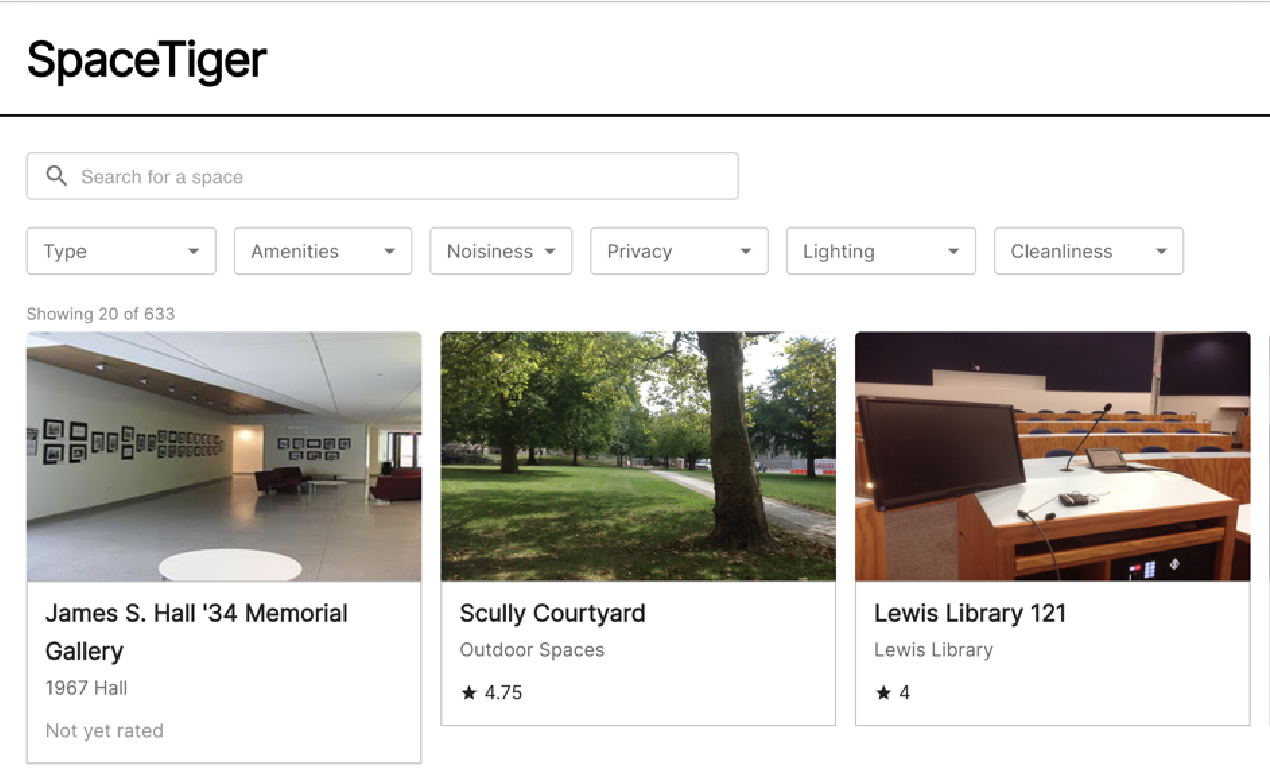 SpaceTiger
Search for a space
Type
Amenities
Noisiness
Privacy
Lighting
Cleanliness
Showing 20 of 633
James S. Hall '34 Memorial
Gallery
1967 Hall
Not yet rated
Scully Courtyard
Outdoor Spaces
★ 4.75
Lewis Library 121
Lewis Library
★ 4